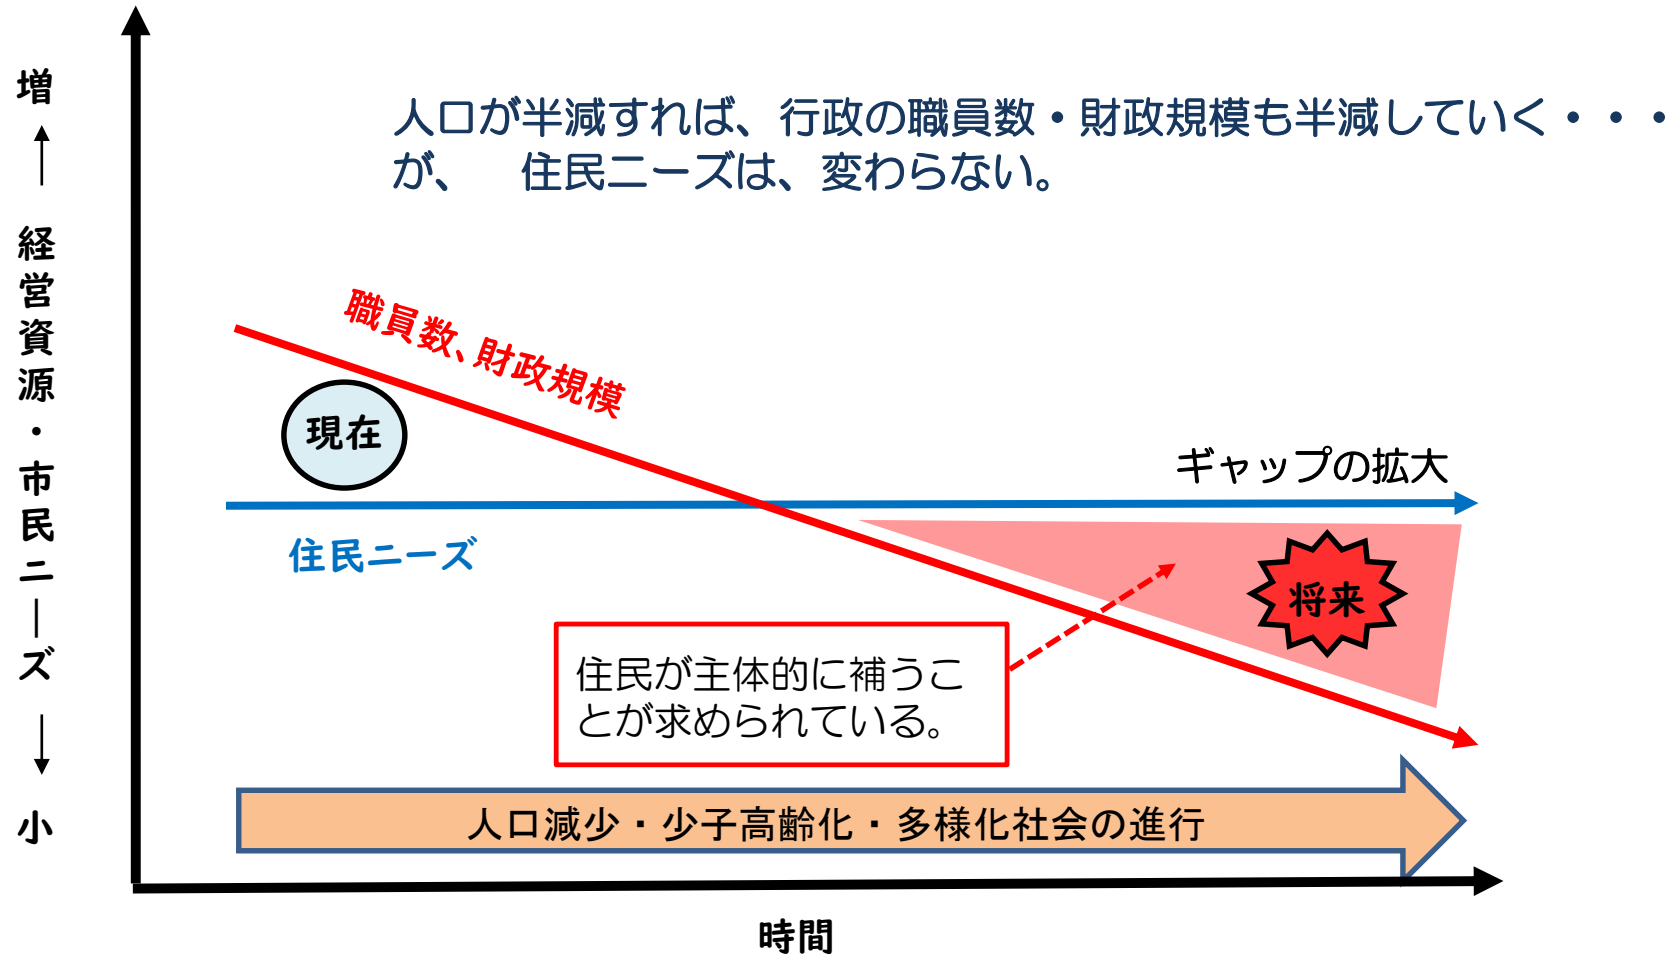 人口が半減すれば、行政の職員数・財政規模も半減していく・・・
が、　住民ニーズは、変わらない。
増
経営資源・市民ニーズ
小
職員数、財政規模
現在
ギャップの拡大
住民ニーズ
将来
住民が主体的に補うこ
とが求められている。
人口減少・少子高齢化・多様化社会の進行
時間